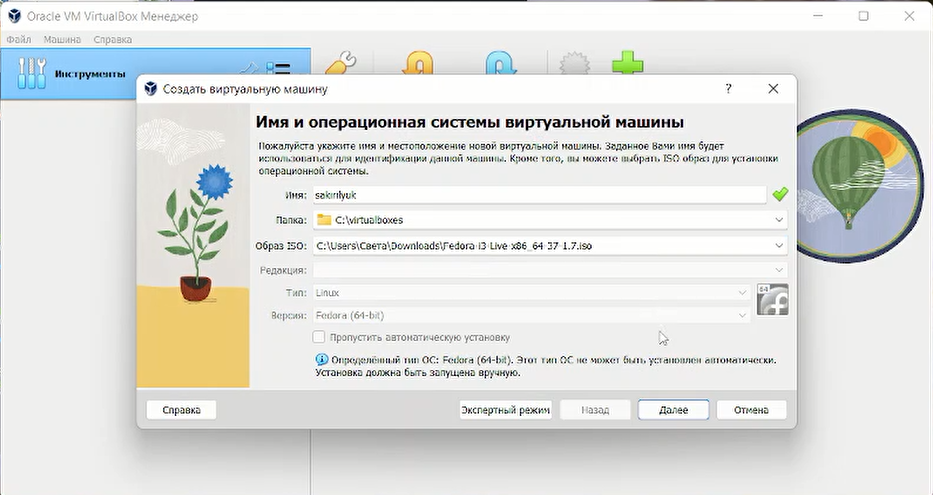 Oracle VM VirtualBox Менеджер
Файл Машина Справка
Инструменты
Создать виртуальную машину
?
Имя и операционная системы виртуальной машины
Пожалуйста укажите имя и местоположение новой виртуальной машины. Заданное Вами имя будет
использоваться для идентификации данной машины. Кроме того, вы можете выбрать ISO образ для установки
операционной системы.
Имя: sakirilyuk
Папка: C:\virtualboxes
Образ ISO: C:\Users\Света\Downloads\Fedora-i3-Live-x86_64-37-1.7.iso
Редакция:
Тип: Linux
64
Версия: Fedora (64-bit)
Пропустить автоматическую установку
Определённый тип ОС: Fedora (64-bit). Этот тип ОС не может быть установлен автоматически.
Установка должна быть запущена вручную.
Справка Экспертный режим Назад Далее Отмена